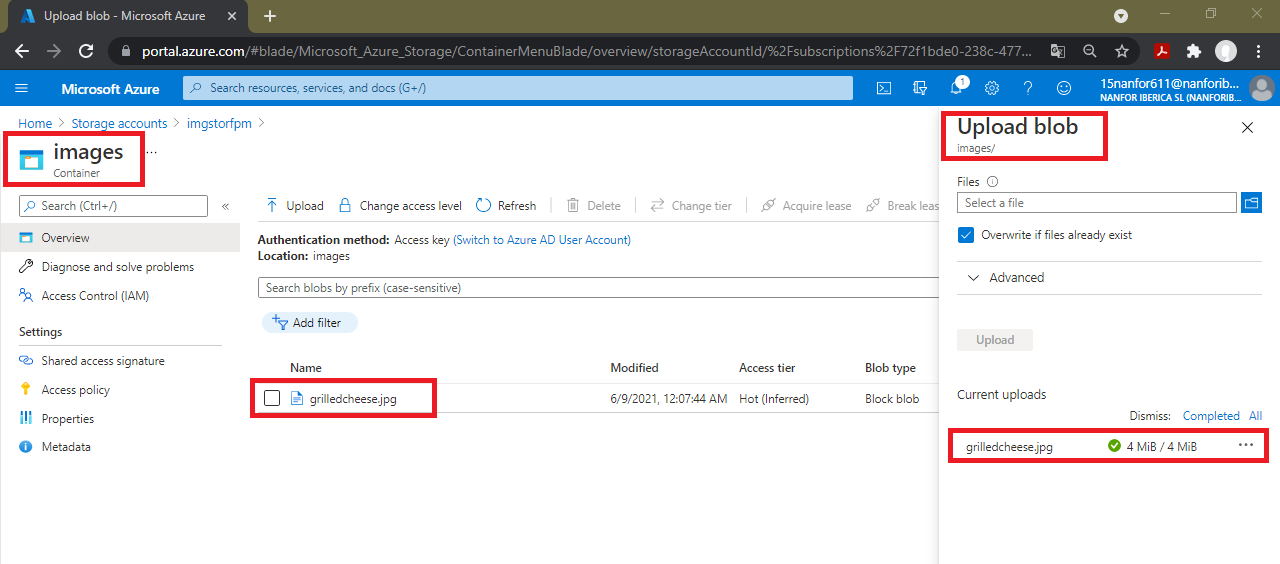 Upload blob - Microsoft Azure
portal.azure.com/#blade/Microsoft_Azure_Storage/ContainerMenuBlade/overview/storageAccountId/%2Fsubscriptions%2F72f1bde0-238c-477...
Microsoft Azure
Search resources, services, and docs (G+/)
1
15nanfor611@nanforib...
NANFOR IBERICA SL (NANFORIB...
Home > Storage accounts > imgstorfpm >
images
...
Container
Search (Ctrl+/)
«
Overview
Diagnose and solve problems
Access Control (IAM)
Settings
Shared access signature
Access policy
Properties
Metadata
Upload
Change access level
Refresh
Delete
Change tier
Acquire lease
Break leas
Authentication method: Access key (Switch to Azure AD User Account)
Location: images
Search blobs by prefix (case-sensitive)
Add filter
Name Modified Access tier Blob type
grilledcheese.jpg 6/9/2021, 12:07:44 AM Hot (Inferred) Block blob
Upload blob
images/
Files
Select a file
Overwrite if files already exist
Advanced
Upload
Current uploads
Dismiss: Completed All
grilledcheese.jpg 4 MiB / 4 MiB ...